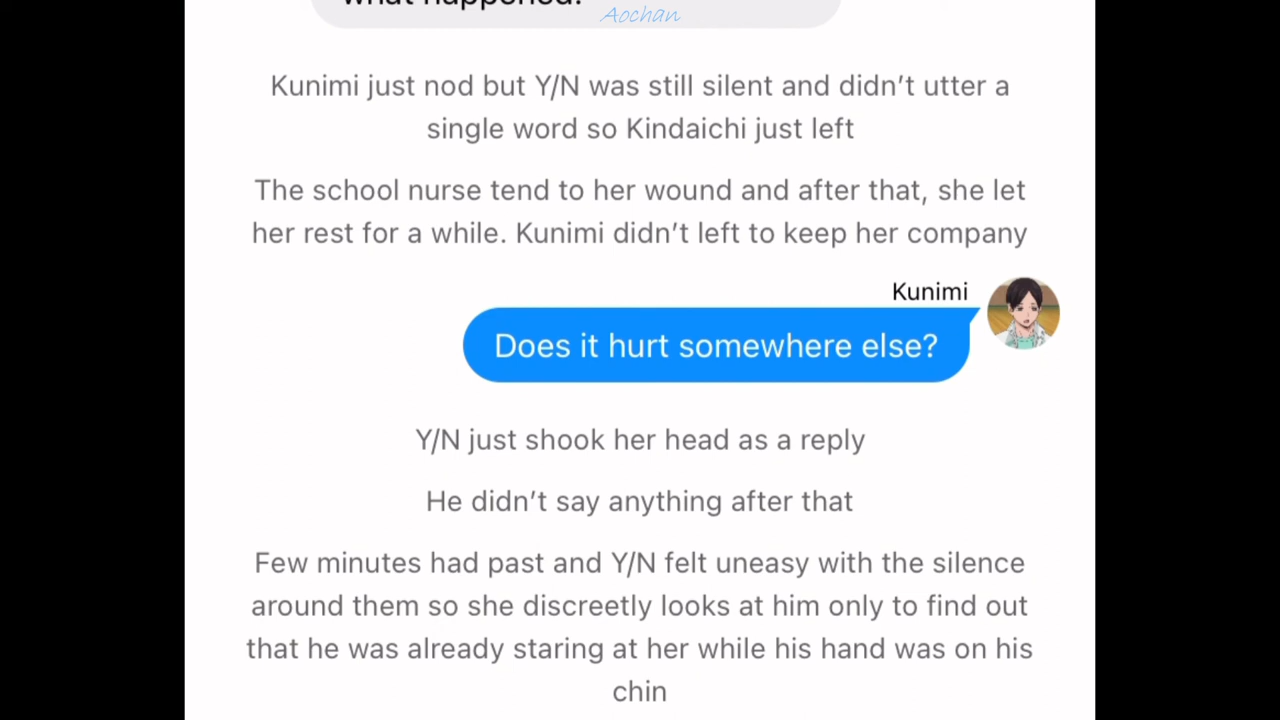 what happened?
Aochan
Kunimi just nod but Y/N was still silent and didn't utter a
single word so Kindaichi just left
The school nurse tend to her wound and after that, she let
her rest for a while. Kunimi didn't left to keep her company
Kunimi
Does it hurt somewhere else?
Y/N just shook her head as a reply
He didn't say anything after that
Few minutes had past and Y/N felt uneasy with the silence
around them so she discreetly looks at him only to find out
that he was already staring at her while his hand was on his
chin